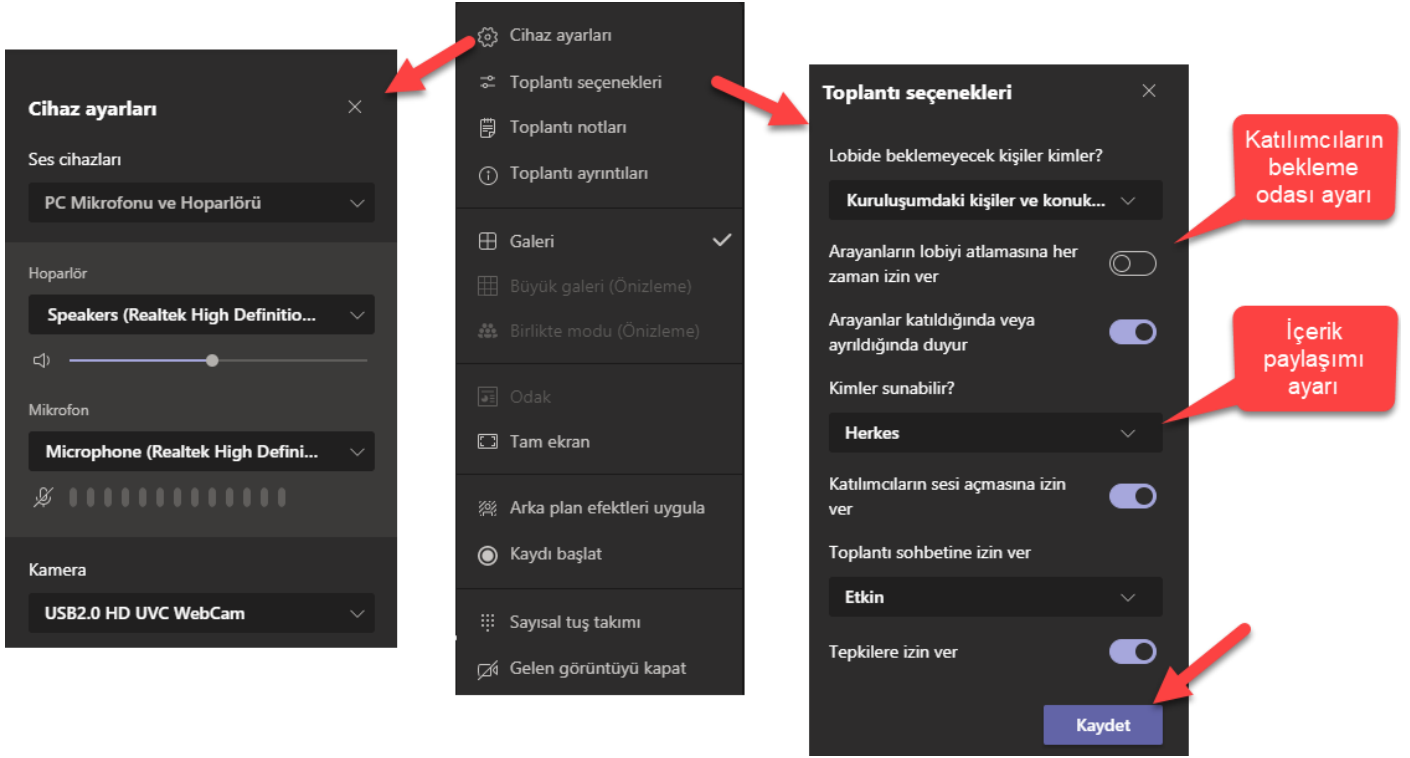 Cihaz ayarları
Ses cihazları
PC Mikrofonu ve Hoparlörü
Hoparlör
Speakers (Realtek High Definitio...
Mikrofon
Microphone (Realtek High Defini...
Kamera
USB2.0 HD UVC WebCam
Cihaz ayarları
Toplantı seçenekleri
Toplantı notları
Toplantı ayrıntıları
Galeri
Büyük galeri (Önizleme)
Birlikte modu (Önizleme)
Odak
Tam ekran
Arka plan efektleri uygula
Kaydı başlat
Sayısal tuş takımı
Gelen görüntüyü kapat
Toplantı seçenekleri
Lobide beklemeyecek kişiler kimler?
Kuruluşumdaki kişiler ve konuk...
Arayanların lobiyi atlamasına her
zaman izin ver
Arayanlar katıldığında veya
ayrıldığında duyur
Kimler sunabilir?
Herkes
Katılımcıların sesi açmasına izin
ver
Toplantı sohbetine izin ver
Etkin
Tepkilere izin ver
Kaydet
Katılımcıların
bekleme
odası ayarı
İçerik
paylaşımı
ayarı